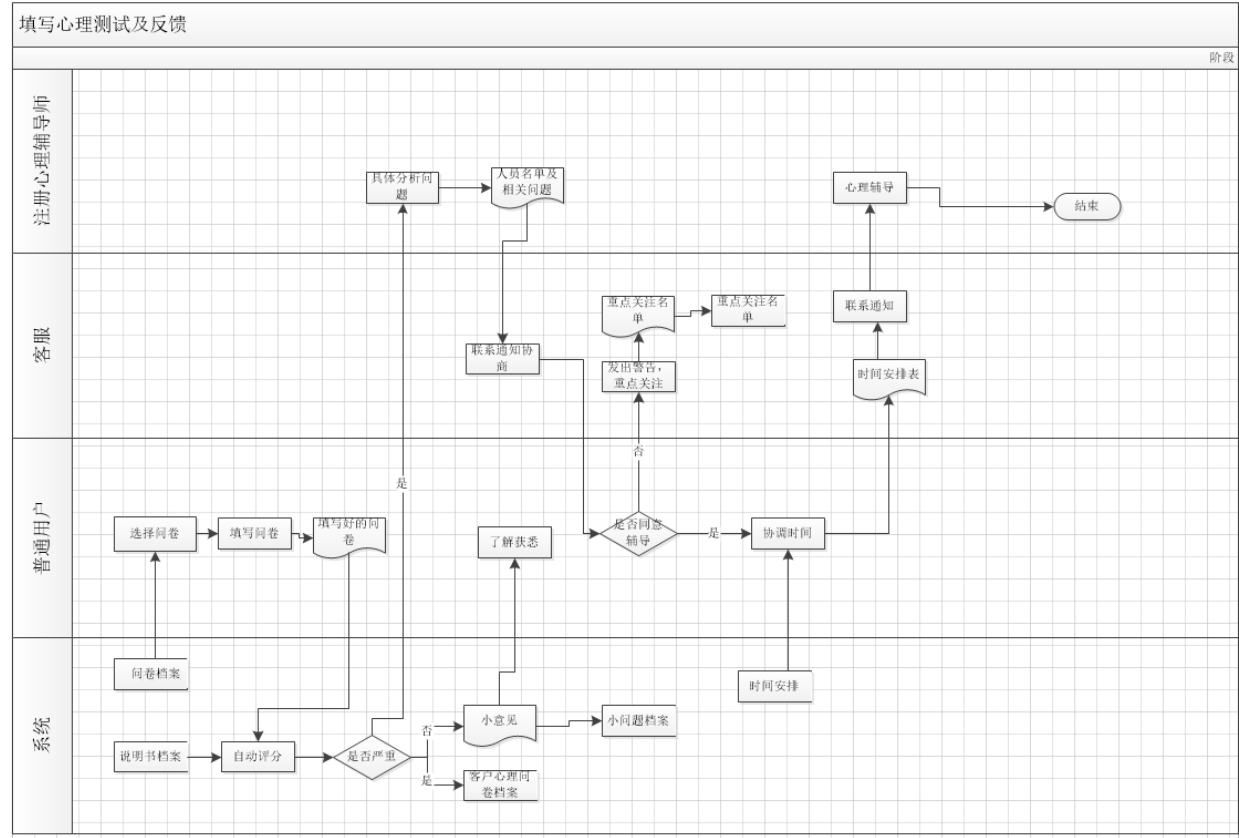 填写心理测试及反馈
阶段
注册心理辅导师
具体分析问
题
人员名单及
相关问题
心理辅导
结束
客服
重点关注名
单
重点关注名
单
联系通知
联系通知协
商
发出警告，
重点关注
时间安排表
否
是
普通用户
选择问卷
填写问卷
填写好的问
卷
了解获悉
是否同意
辅导
是
协调时间
系统
问卷档案
时间安排
说明书档案
自动评分
是否严重
否
小意见
小问题档案
是
客户心理问
卷档案